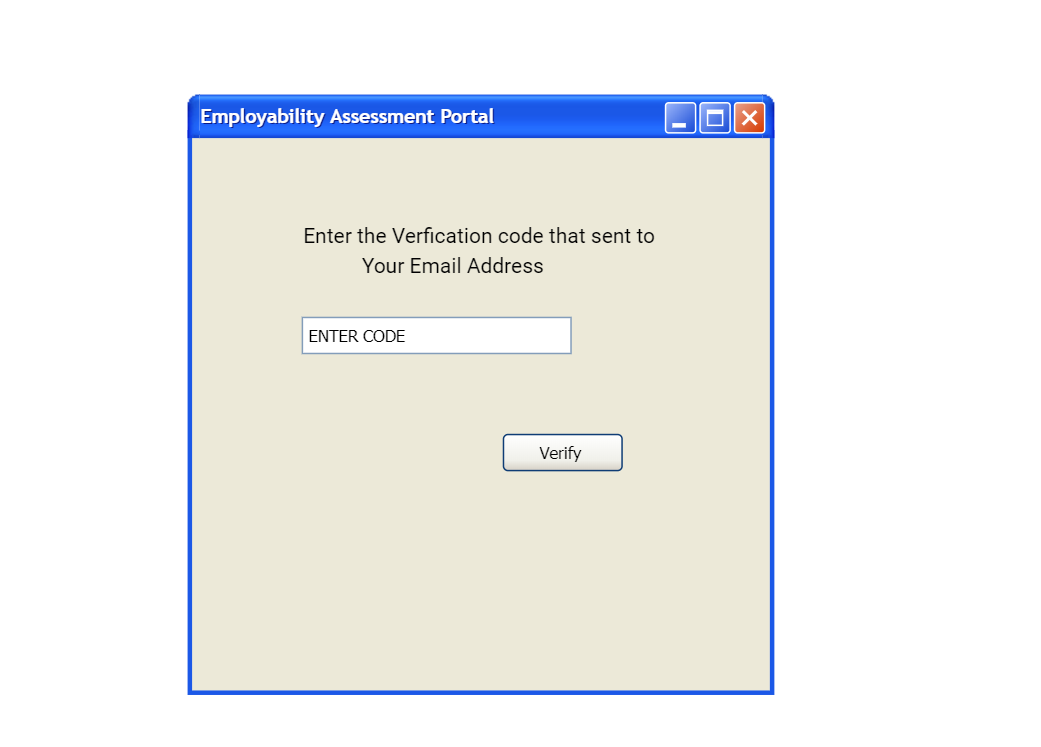 Employability Assessment Portal
Enter the Verfication code that sent to
Your Email Address
ENTER CODE
Verify